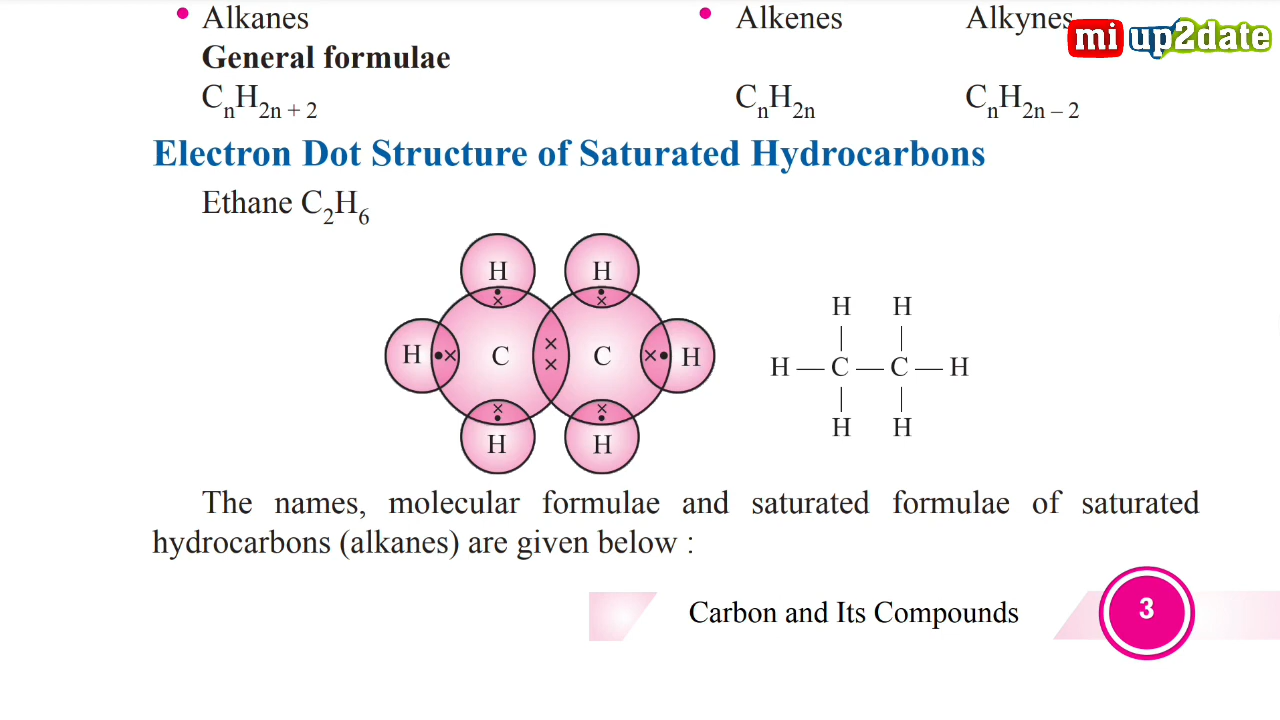 • Alkanes • Alkenes Alkynes
mi up2date
General formulae
CₙH₂ₙ ₊ ₂ CₙH₂ₙ CₙH₂ₙ ₋ ₂
Electron Dot Structure of Saturated Hydrocarbons
Ethane C₂H₆
H H
• •
× ×
H •× C × × C ו H
× ×
• •
H H
H H
| |
H — C — C — H
| |
H H
The names, molecular formulae and saturated formulae of saturated
hydrocarbons (alkanes) are given below :
Carbon and Its Compounds 3